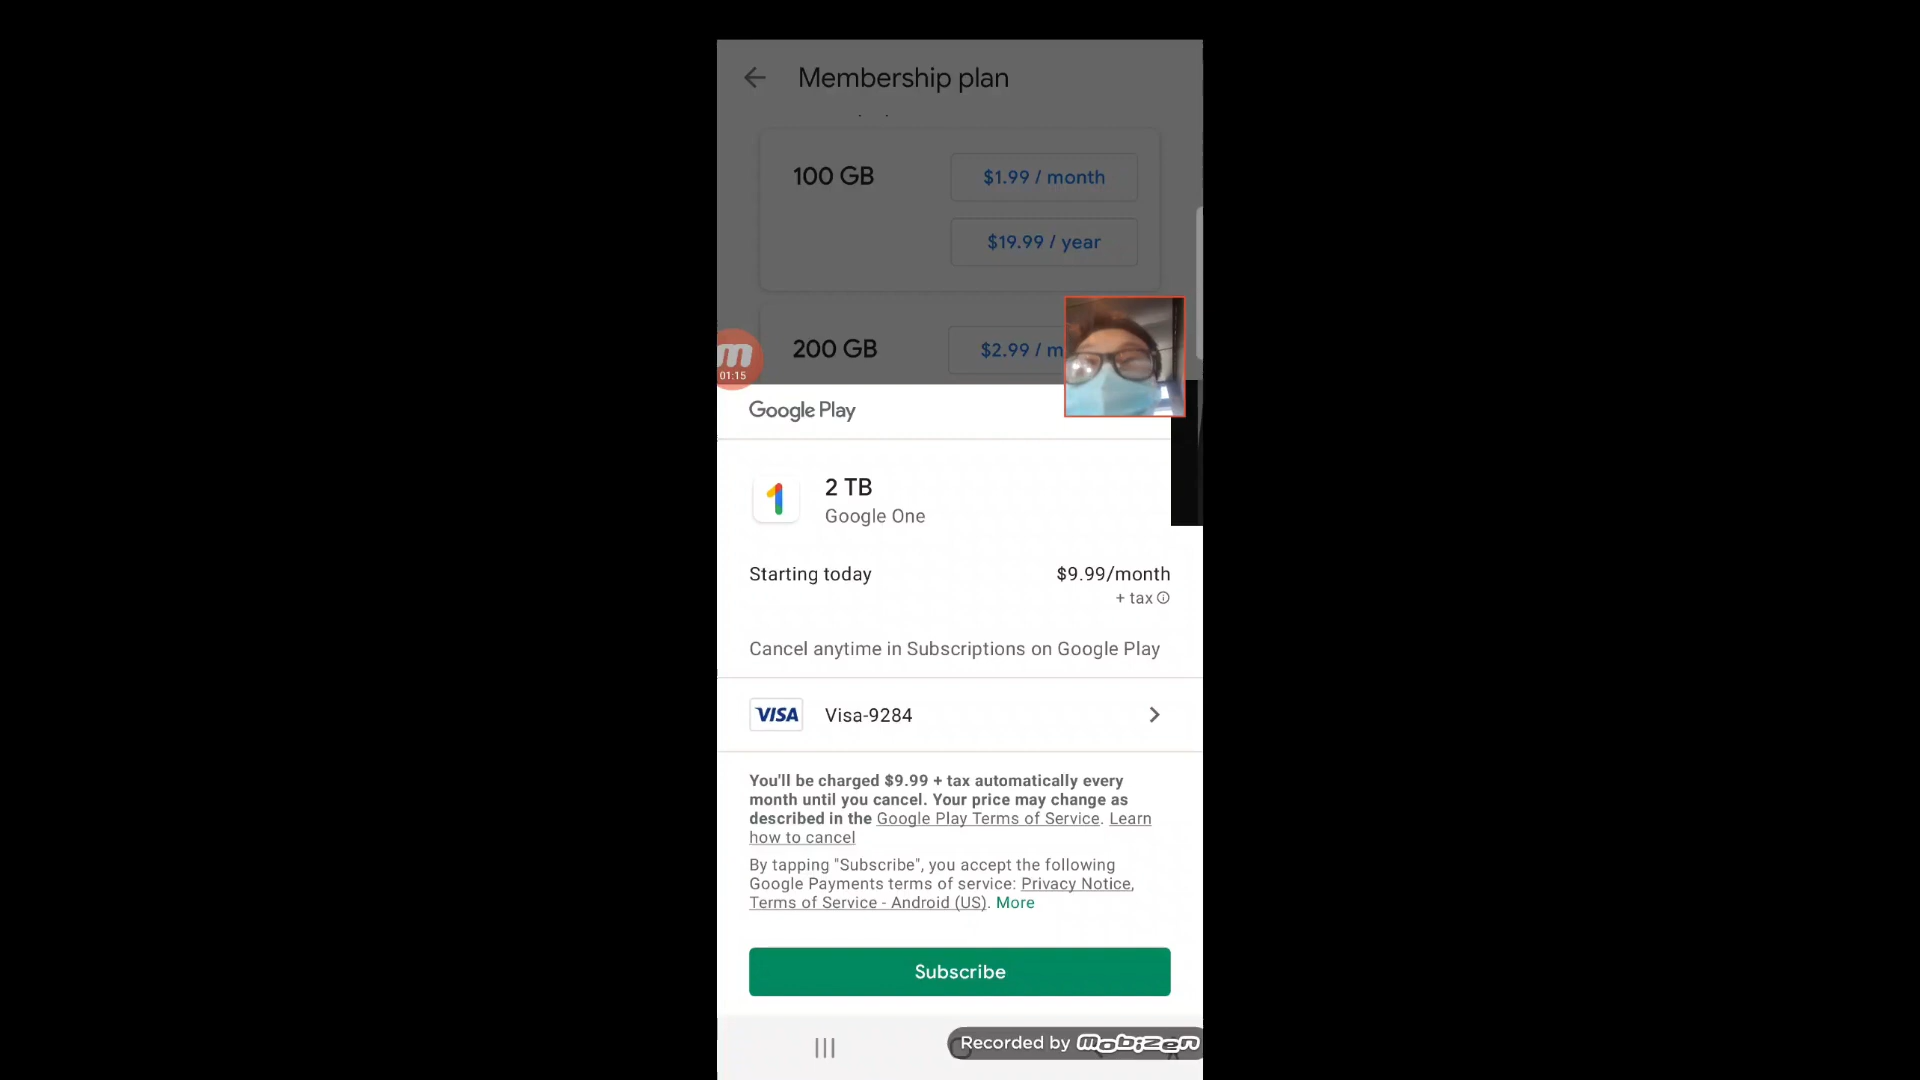 Membership plan
100 GB
$1.99 / month
$19.99 / year
200 GB
$2.99 / m
m
01:15
Google Play
1
2 TB
Google One
Starting today
$9.99/month
+ tax
Cancel anytime in Subscriptions on Google Play
VISA
Visa-9284
You'll be charged $9.99 + tax automatically every
month until you cancel. Your price may change as
described in the Google Play Terms of Service. Learn
how to cancel
By tapping "Subscribe", you accept the following
Google Payments terms of service: Privacy Notice,
Terms of Service - Android (US). More
Subscribe
Recorded by mobizen